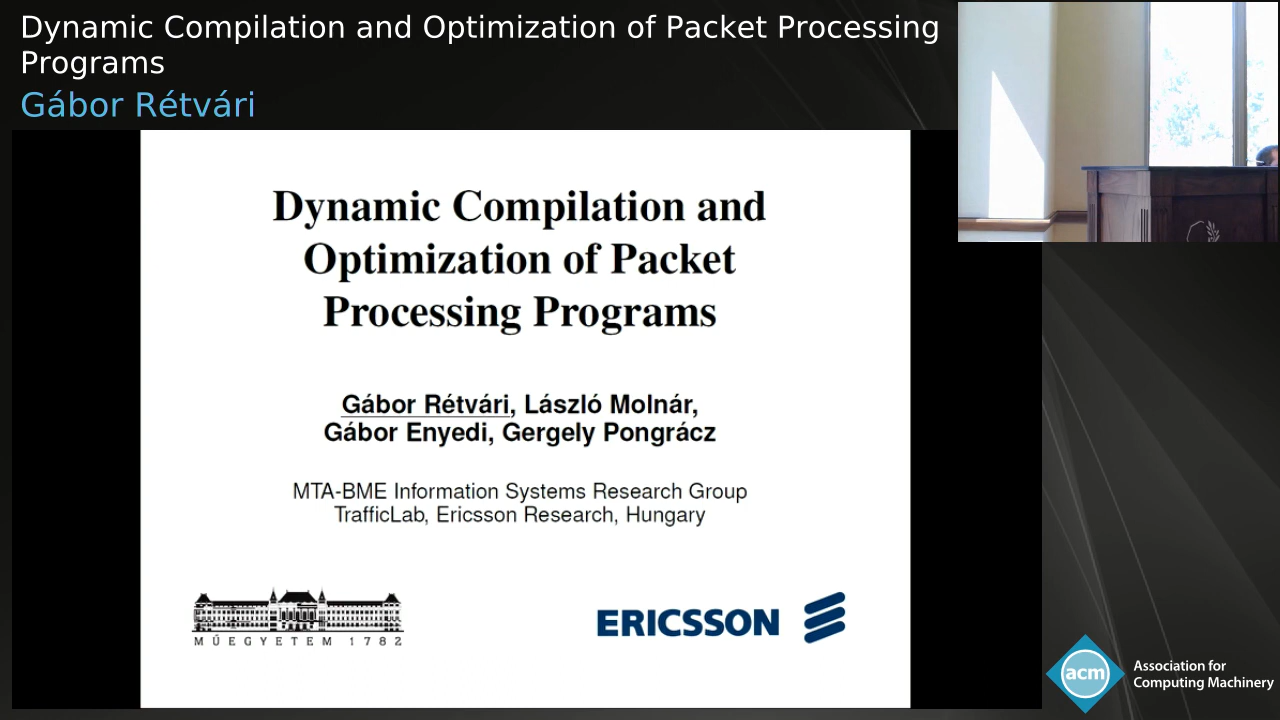 Dynamic Compilation and Optimization of Packet Processing
Programs
Gábor Rétvári
Dynamic Compilation and
Optimization of Packet
Processing Programs
Gábor Rétvári, László Molnár,
Gábor Enyedi, Gergely Pongrácz
MTA-BME Information Systems Research Group
TrafficLab, Ericsson Research, Hungary
MŰEGYETEM 1782
ERICSSON
acm
Association for
Computing Machinery